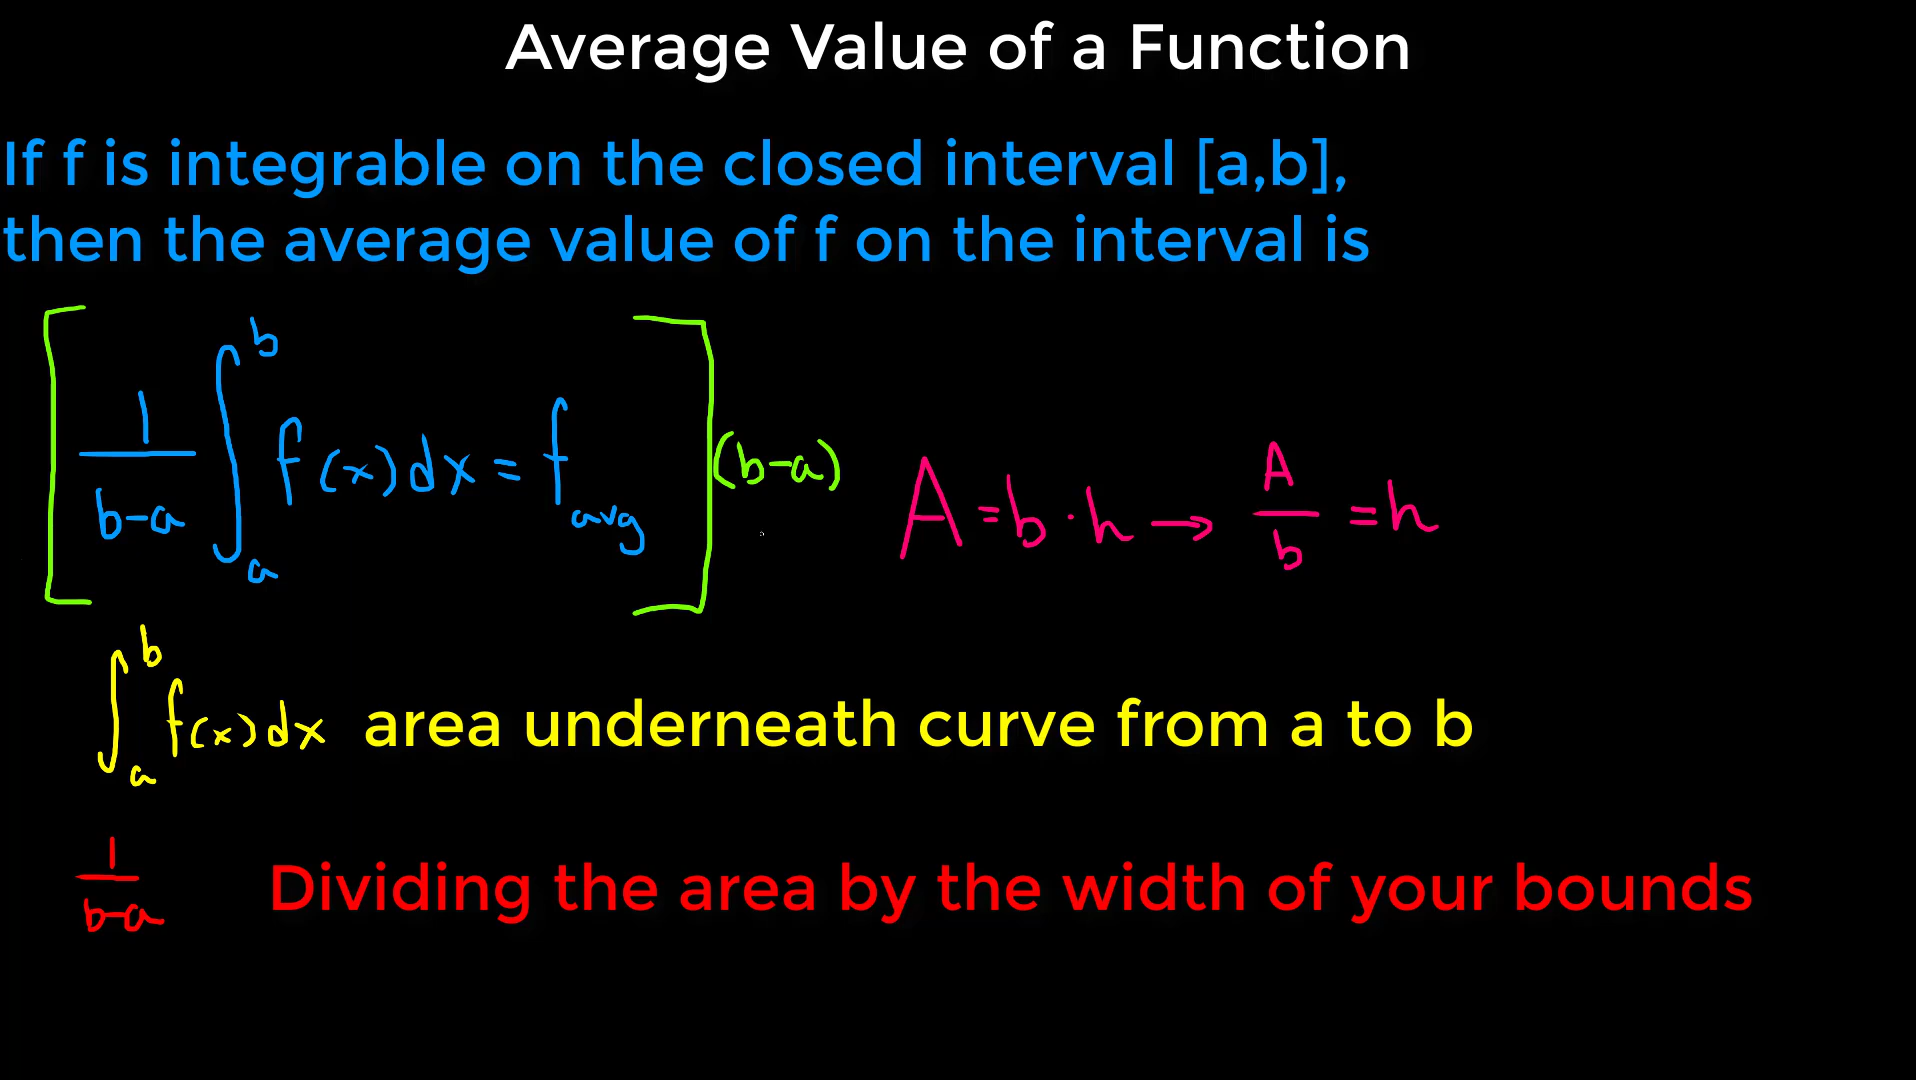 Average Value of a Function
If f is integrable on the closed interval [a,b],
then the average value of f on the interval is
[1/(b-a) ∫_a^b f(x)dx = f_avg](b-a) A = b·h → A/b = h
∫_a^b f(x)dx area underneath curve from a to b
1/(b-a) Dividing the area by the width of your bounds